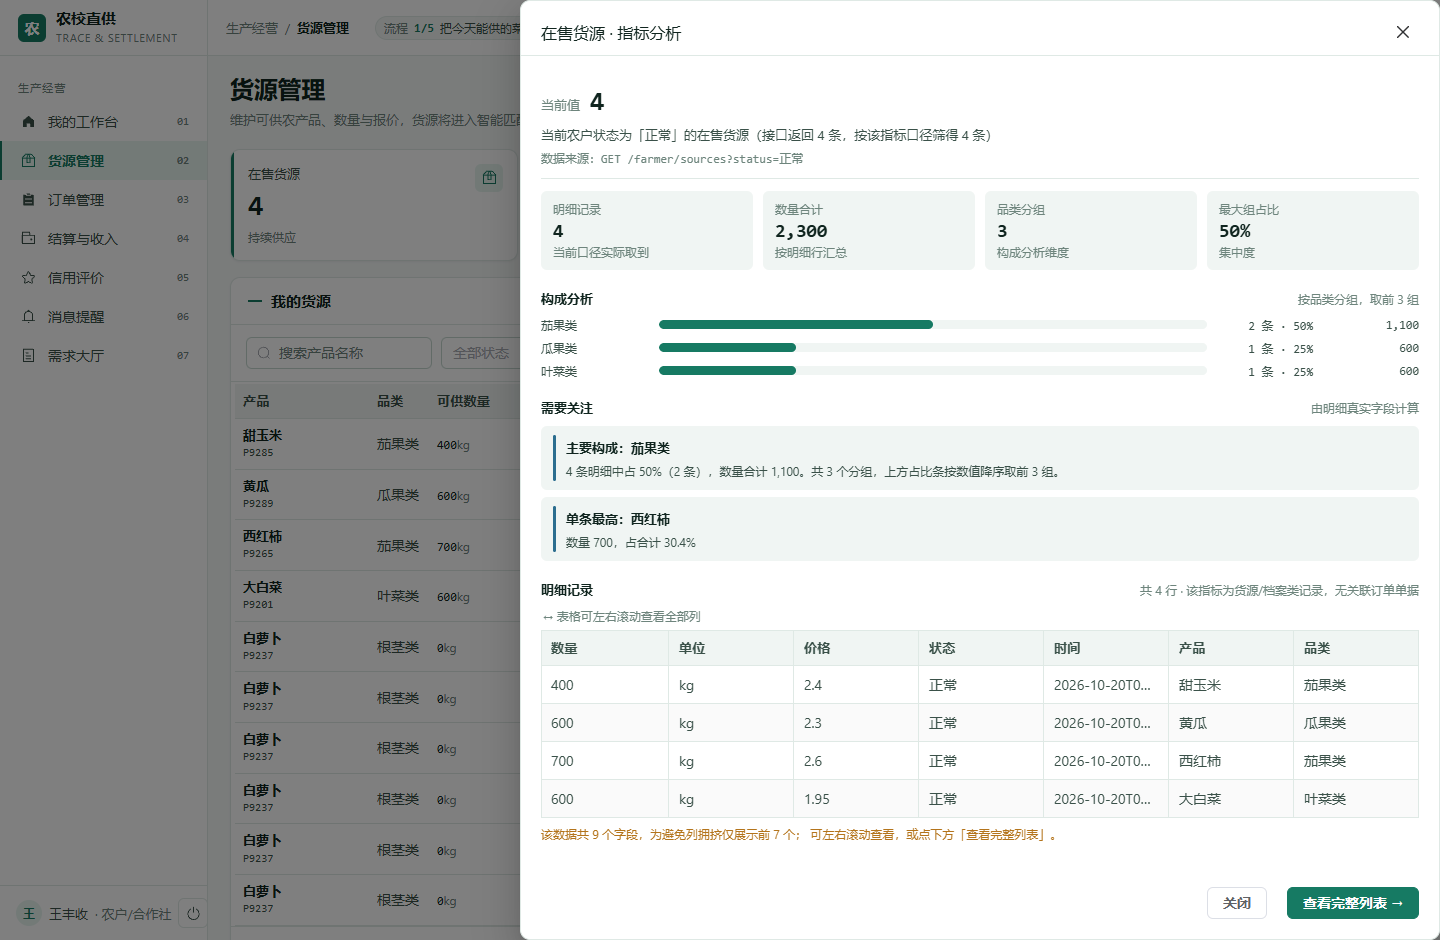 农
农校直供
TRACE & SETTLEMENT
生产经营
我的工作台 01
货源管理 02
订单管理 03
结算与收入 04
信用评价 05
消息提醒 06
需求大厅 07
王 王丰收 · 农户/合作社
生产经营 / 货源管理
流程 1/5 把今天能供的菜
货源管理
维护可供农产品、数量与报价，货源将进入智能匹配
在售货源
4
持续供应
我的货源
搜索产品名称
全部状态
产品 品类 可供数量
甜玉米
P9285
茄果类 400kg
黄瓜
P9289
瓜果类 600kg
西红柿
P9265
茄果类 700kg
大白菜
P9201
叶菜类 600kg
白萝卜
P9237
根茎类 0kg
白萝卜
P9237
根茎类 0kg
白萝卜
P9237
根茎类 0kg
白萝卜
P9237
根茎类 0kg
白萝卜
P9237
根茎类 0kg
白萝卜
P9237
根茎类 0kg
在售货源 · 指标分析
当前值 4
当前农户状态为「正常」的在售货源（接口返回 4 条，按该指标口径筛得 4 条）
数据来源：GET /farmer/sources?status=正常
明细记录
4
当前口径实际取到
数量合计
2,300
按明细行汇总
品类分组
3
构成分析维度
最大组占比
50%
集中度
构成分析 按品类分组，取前 3 组
茄果类 2 条 · 50% 1,100
瓜果类 1 条 · 25% 600
叶菜类 1 条 · 25% 600
需要关注 由明细真实字段计算
主要构成：茄果类
4 条明细中占 50%（2 条），数量合计 1,100。共 3 个分组，上方占比条按数值降序取前 3 组。
单条最高：西红柿
数量 700，占合计 30.4%
明细记录 共 4 行 · 该指标为货源/档案类记录，无关联订单单据
↔ 表格可左右滚动查看全部列
数量 单位 价格 状态 时间 产品 品类
400 kg 2.4 正常 2026-10-20T0... 甜玉米 茄果类
600 kg 2.3 正常 2026-10-20T0... 黄瓜 瓜果类
700 kg 2.6 正常 2026-10-20T0... 西红柿 茄果类
600 kg 1.95 正常 2026-10-20T0... 大白菜 叶菜类
该数据共 9 个字段，为避免列拥挤仅展示前 7 个； 可左右滚动查看，或点下方「查看完整列表」。
关闭
查看完整列表 →